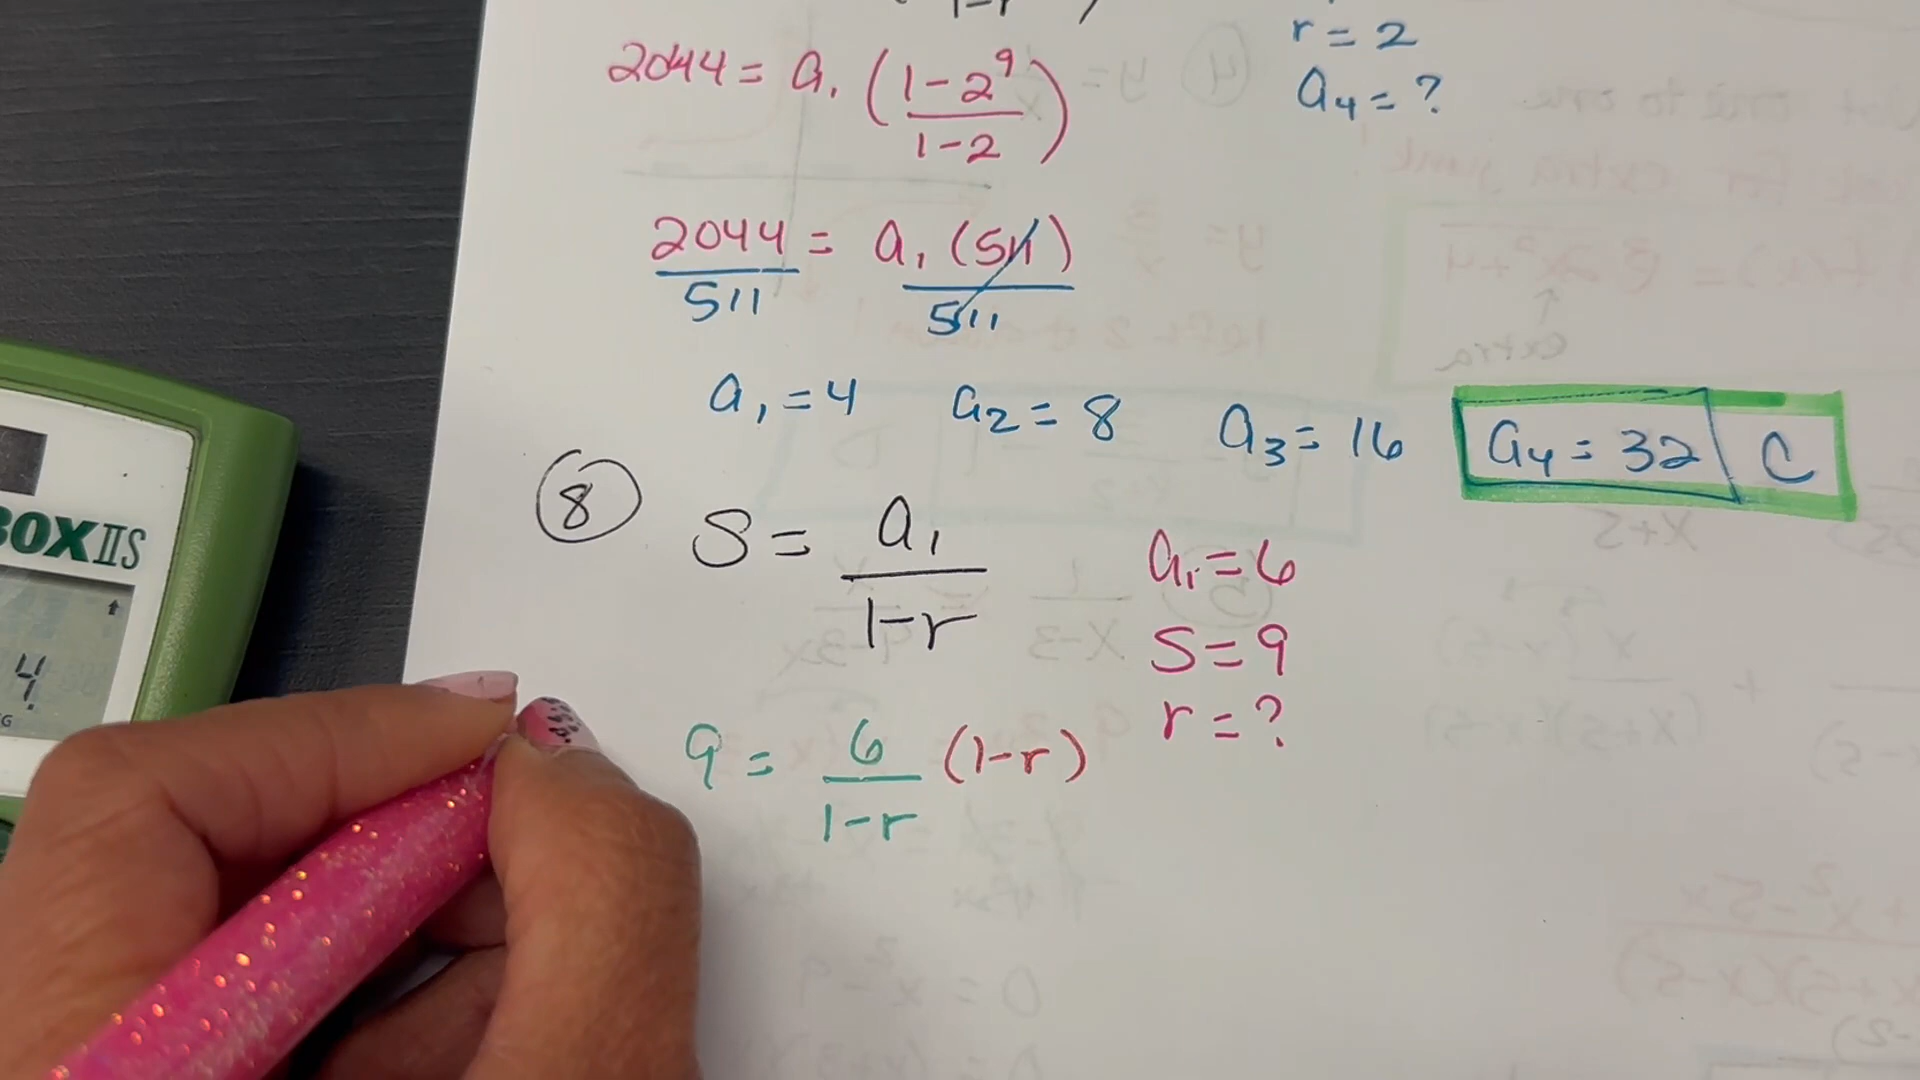 r = 2
2044 = a₁ (1-2⁹ / 1-2)
a₄ = ?
2044 / 511 = a₁ (511) / 511
a₁ = 4 a₂ = 8 a₃ = 16 a₄ = 32 C
⑧ S = a₁ / 1-r
a₁ = 6
S = 9
r = ?
9 = 6 / 1-r (1-r)
BOX IIS
4.